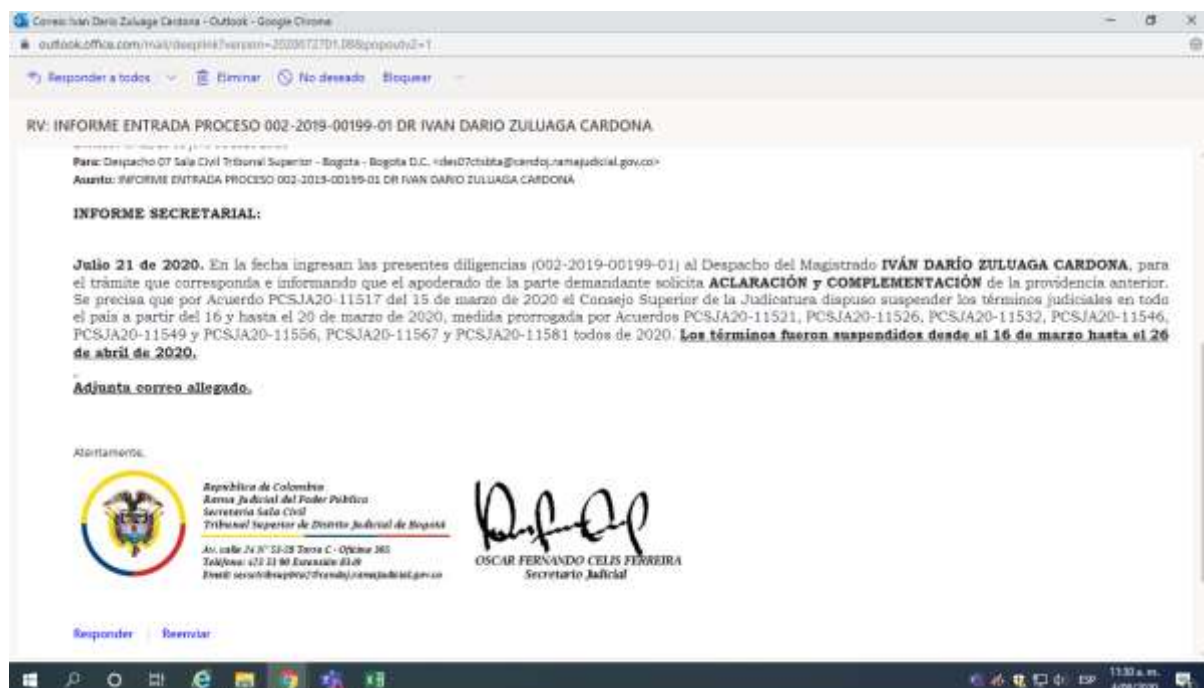 Correo: Ivan Dario Zuluaga Cardona - Outlook - Google Chrome
Responder a todos Eliminar No deseado Bloquear
RV: INFORME ENTRADA PROCESO 002-2019-00199-01 DR IVAN DARIO ZULUAGA CARDONA
Para: Despacho 07 Sala Civil Tribunal Superior - Bogota - Bogota D.C.
Asunto: INFORME ENTRADA PROCESO 002-2019-00199-01 DR IVAN DARIO ZULUAGA CARDONA
INFORME SECRETARIAL:
Julio 21 de 2020. En la fecha ingresan las presentes diligencias (002-2019-00199-01) al Despacho del Magistrado IVÁN DARÍO ZULUAGA CARDONA, para
el trámite que corresponda e informando que el apoderado de la parte demandante solicita ACLARACIÓN y COMPLEMENTACIÓN de la providencia anterior.
Se precisa que por Acuerdo PCSJA20-11517 del 15 de marzo de 2020 el Consejo Superior de la Judicatura dispuso suspender los términos judiciales en todo
el país a partir del 16 y hasta el 20 de marzo de 2020, medida prorrogada por Acuerdos PCSJA20-11521, PCSJA20-11526, PCSJA20-11532, PCSJA20-11546,
PCSJA20-11549 y PCSJA20-11556, PCSJA20-11567 y PCSJA20-11581 todos de 2020. Los términos fueron suspendidos desde el 16 de marzo hasta el 26
de abril de 2020.
Adjunta correo allegado.
Atentamente,
República de Colombia
Rama Judicial del Poder Público
Secretaría Sala Civil
Tribunal Superior de Distrito Judicial de Bogotá
OSCAR FERNANDO CELIS FERREIRA
Secretario Judicial
Responder Reenviar
ESP 11:30 a. m.